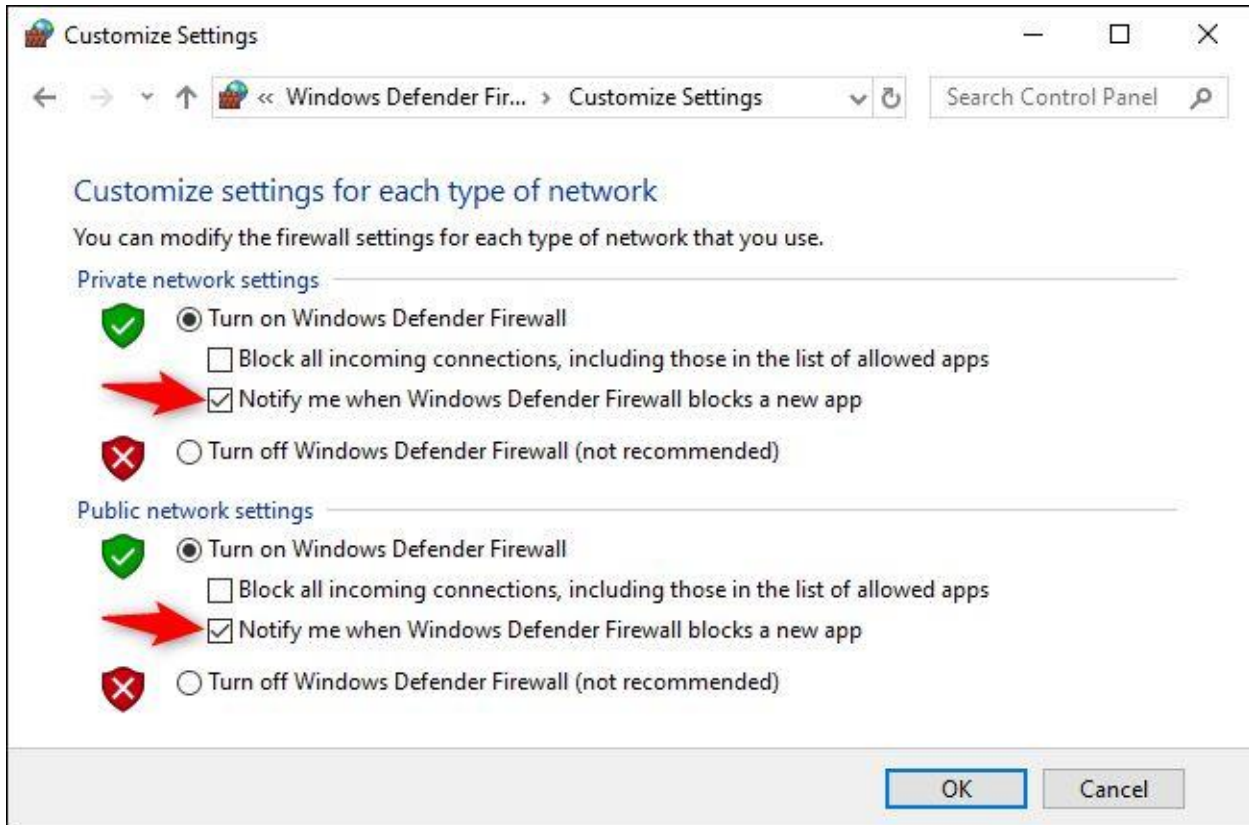 Customize Settings
« Windows Defender Fir... › Customize Settings
Search Control Panel
Customize settings for each type of network
You can modify the firewall settings for each type of network that you use.
Private network settings
Turn on Windows Defender Firewall
Block all incoming connections, including those in the list of allowed apps
Notify me when Windows Defender Firewall blocks a new app
Turn off Windows Defender Firewall (not recommended)
Public network settings
Turn on Windows Defender Firewall
Block all incoming connections, including those in the list of allowed apps
Notify me when Windows Defender Firewall blocks a new app
Turn off Windows Defender Firewall (not recommended)
OK
Cancel